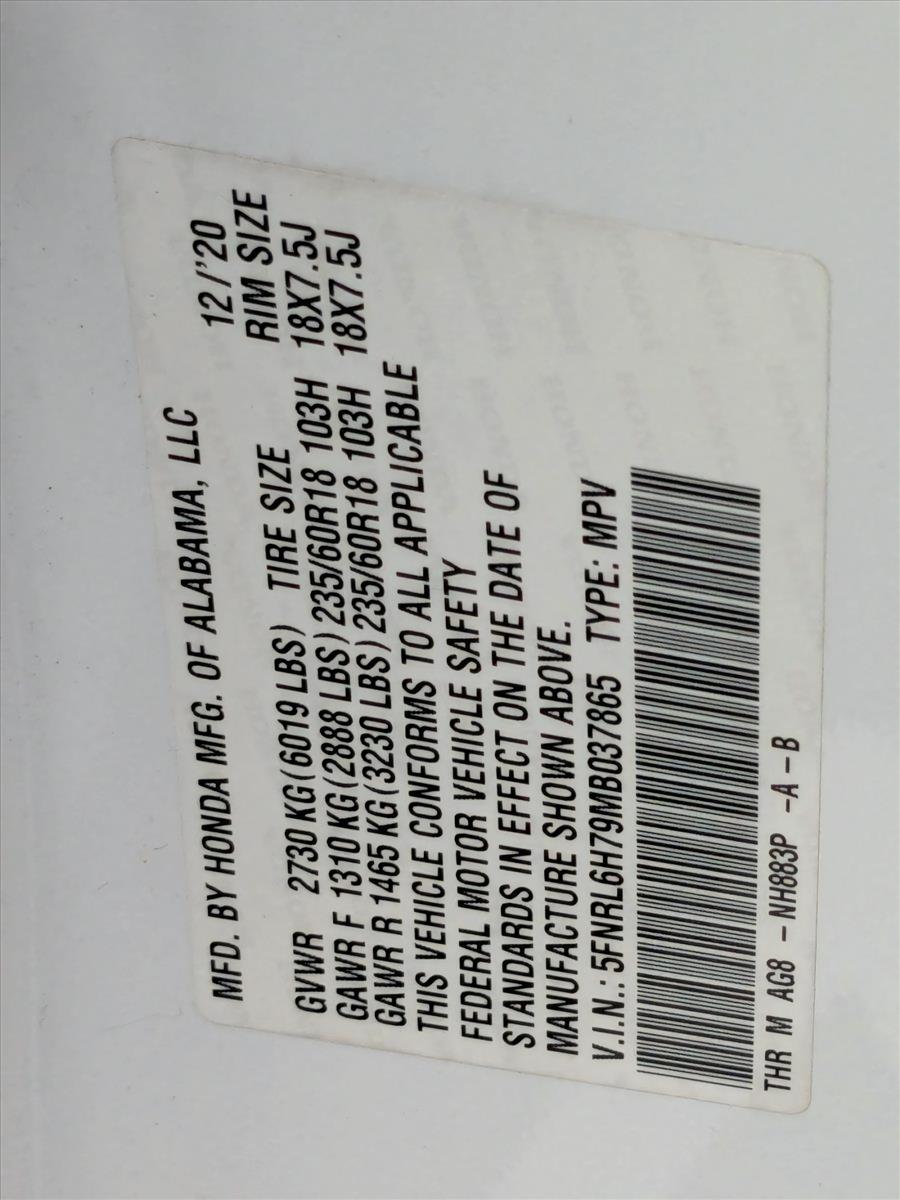 MFD. BY HONDA MFG. OF ALABAMA, LLC 12/'20
GVWR 2730 KG(6019 LBS) TIRE SIZE RIM SIZE
GAWR F 1310 KG(2888 LBS) 235/60R18 103H 18X7.5J
GAWR R 1465 KG(3230 LBS) 235/60R18 103H 18X7.5J
THIS VEHICLE CONFORMS TO ALL APPLICABLE
FEDERAL MOTOR VEHICLE SAFETY
STANDARDS IN EFFECT ON THE DATE OF
MANUFACTURE SHOWN ABOVE.
V.I.N.: 5FNRL6H79MB037865 TYPE: MPV
THR M AG8 - NH883P - A - B